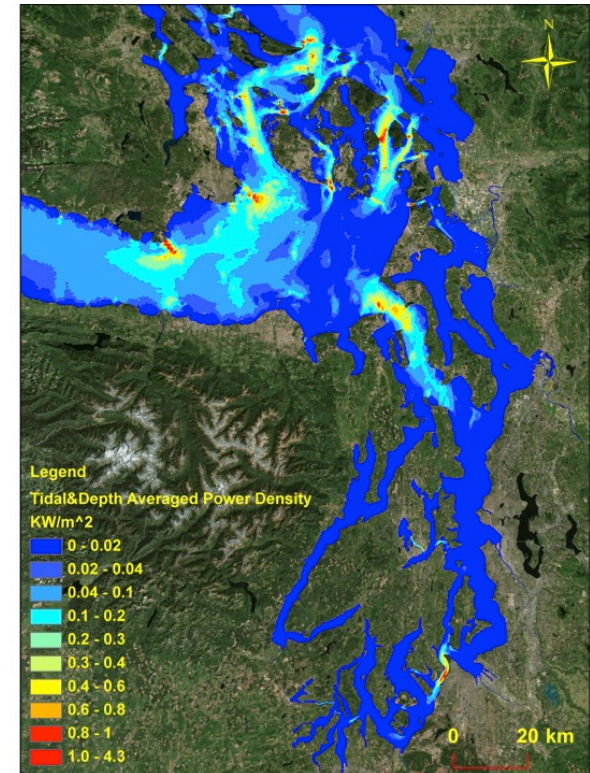 N
Legend
Tidal&Depth Averaged Power Density
KW/m^2
0 - 0.02
0.02 - 0.04
0.04 - 0.1
0.1 - 0.2
0.2 - 0.3
0.3 - 0.4
0.4 - 0.6
0.6 - 0.8
0.8 - 1
1.0 - 4.3
0 20 km